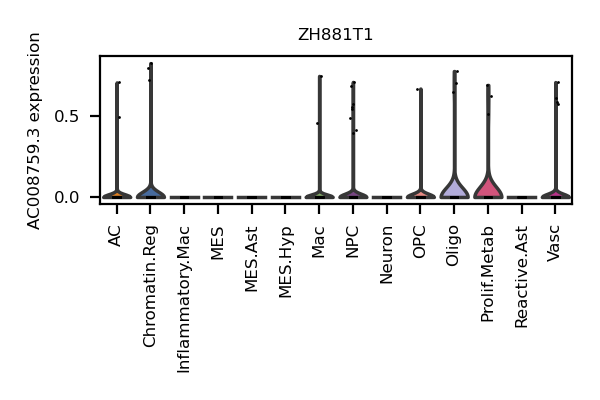 ZH881T1
AC008759.3 expression
0.5
0.0
AC
Chromatin.Reg
Inflammatory.Mac
MES
MES.Ast
MES.Hyp
Mac
NPC
Neuron
OPC
Oligo
Prolif.Metab
Reactive.Ast
Vasc